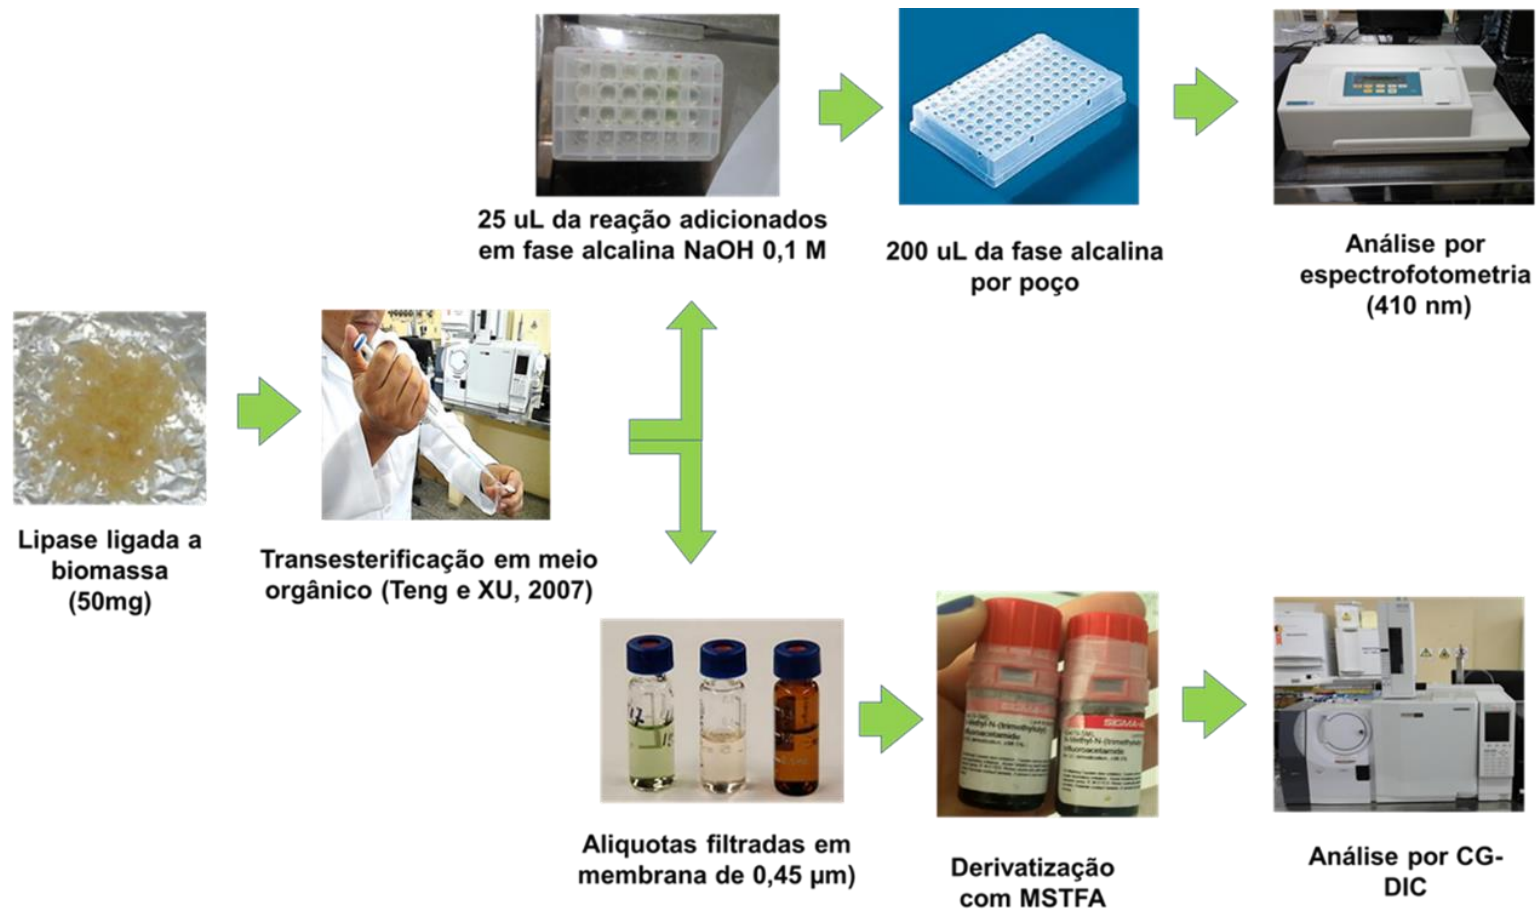 25 uL da reação adicionados
em fase alcalina NaOH 0,1 M
200 uL da fase alcalina
por poço
Análise por
espectrofotometria
(410 nm)
Lipase ligada a
biomassa
(50mg)
Transesterificação em meio
orgânico (Teng e XU, 2007)
Aliquotas filtradas em
membrana de 0,45 µm)
SIGMA
Derivatização
com MSTFA
Análise por CG-
DIC